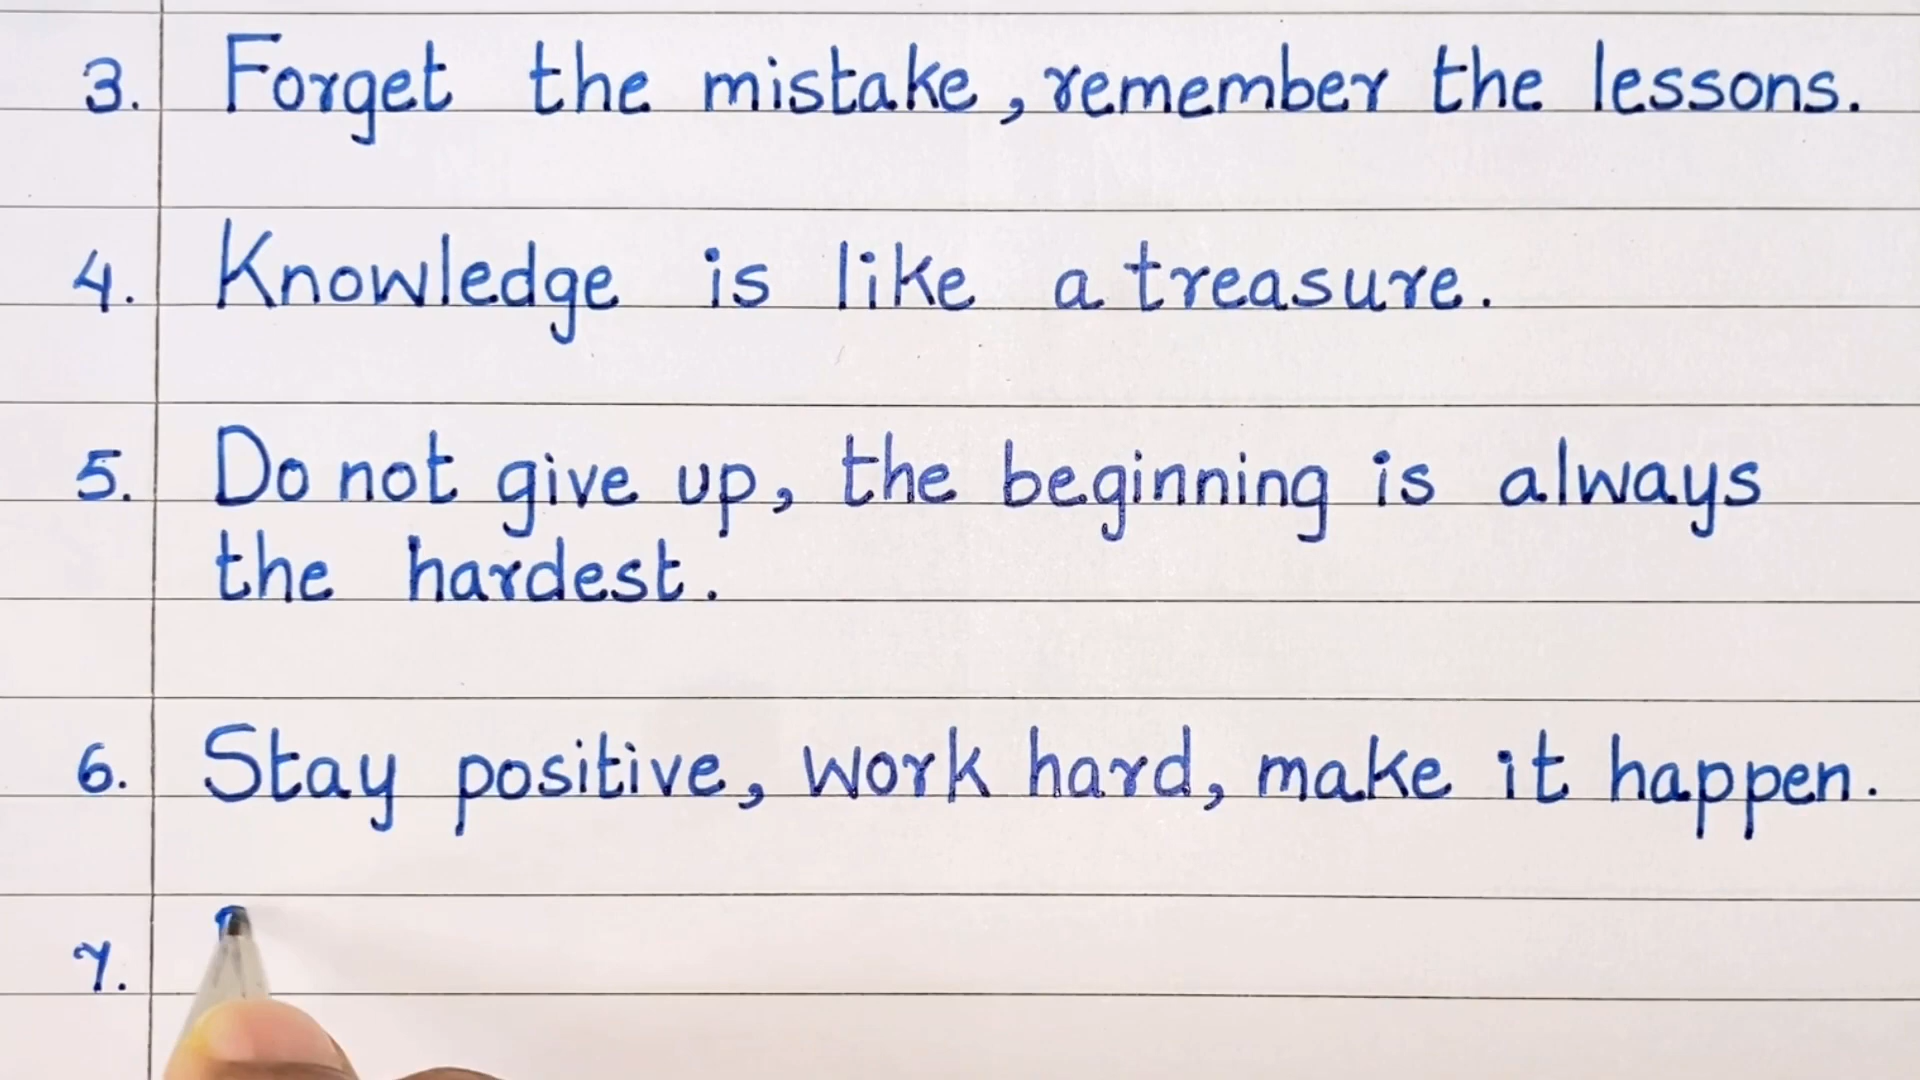 3. Forget the mistake, remember the lessons.
4. Knowledge is like a treasure.
5. Do not give up, the beginning is always
the hardest.
6. Stay positive, work hard, make it happen.
7.